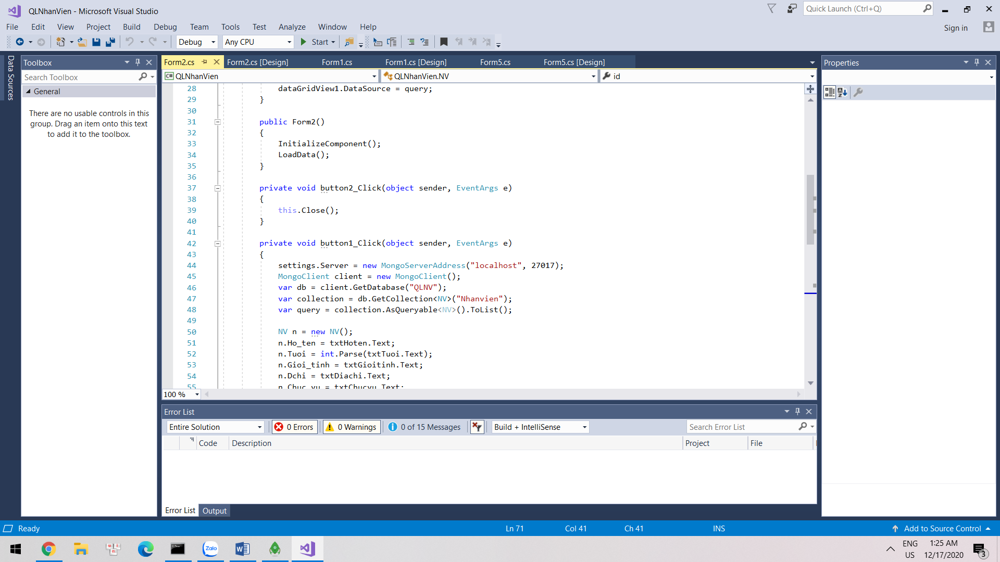 QLNhanVien - Microsoft Visual Studio
Quick Launch (Ctrl+Q)
File Edit View Project Build Debug Team Tools Test Analyze Window Help
Sign in
Debug Any CPU Start
Data Sources
Toolbox
Search Toolbox
General
There are no usable controls in this
group. Drag an item onto this text
to add it to the toolbox.
Form2.cs Form2.cs [Design] Form1.cs Form1.cs [Design] Form5.cs Form5.cs [Design]
C# QLNhanVien QLNhanVien.NV id
28 dataGridView1.DataSource = query;
29 }
30
31 public Form2()
32 {
33 InitializeComponent();
34 LoadData();
35 }
36
37 private void button2_Click(object sender, EventArgs e)
38 {
39 this.Close();
40 }
41
42 private void button1_Click(object sender, EventArgs e)
43 {
44 settings.Server = new MongoServerAddress("localhost", 27017);
45 MongoClient client = new MongoClient();
46 var db = client.GetDatabase("QLNV");
47 var collection = db.GetCollection<NV>("Nhanvien");
48 var query = collection.AsQueryable<NV>().ToList();
49
50 NV n = new NV();
51 n.Ho_ten = txtHoten.Text;
52 n.Tuoi = int.Parse(txtTuoi.Text);
53 n.Gioi_tinh = txtGioitinh.Text;
54 n.Dchi = txtDiachi.Text;
55 n.Chuc_vu = txtChucvu.Text;
100 %
Properties
Error List
Entire Solution 0 Errors 0 Warnings 0 of 15 Messages Build + IntelliSense Search Error List
Code Description Project File
Error List Output
Ready Ln 71 Col 41 Ch 41 INS Add to Source Control
Zalo
ENG
US
1:25 AM
12/17/2020
3